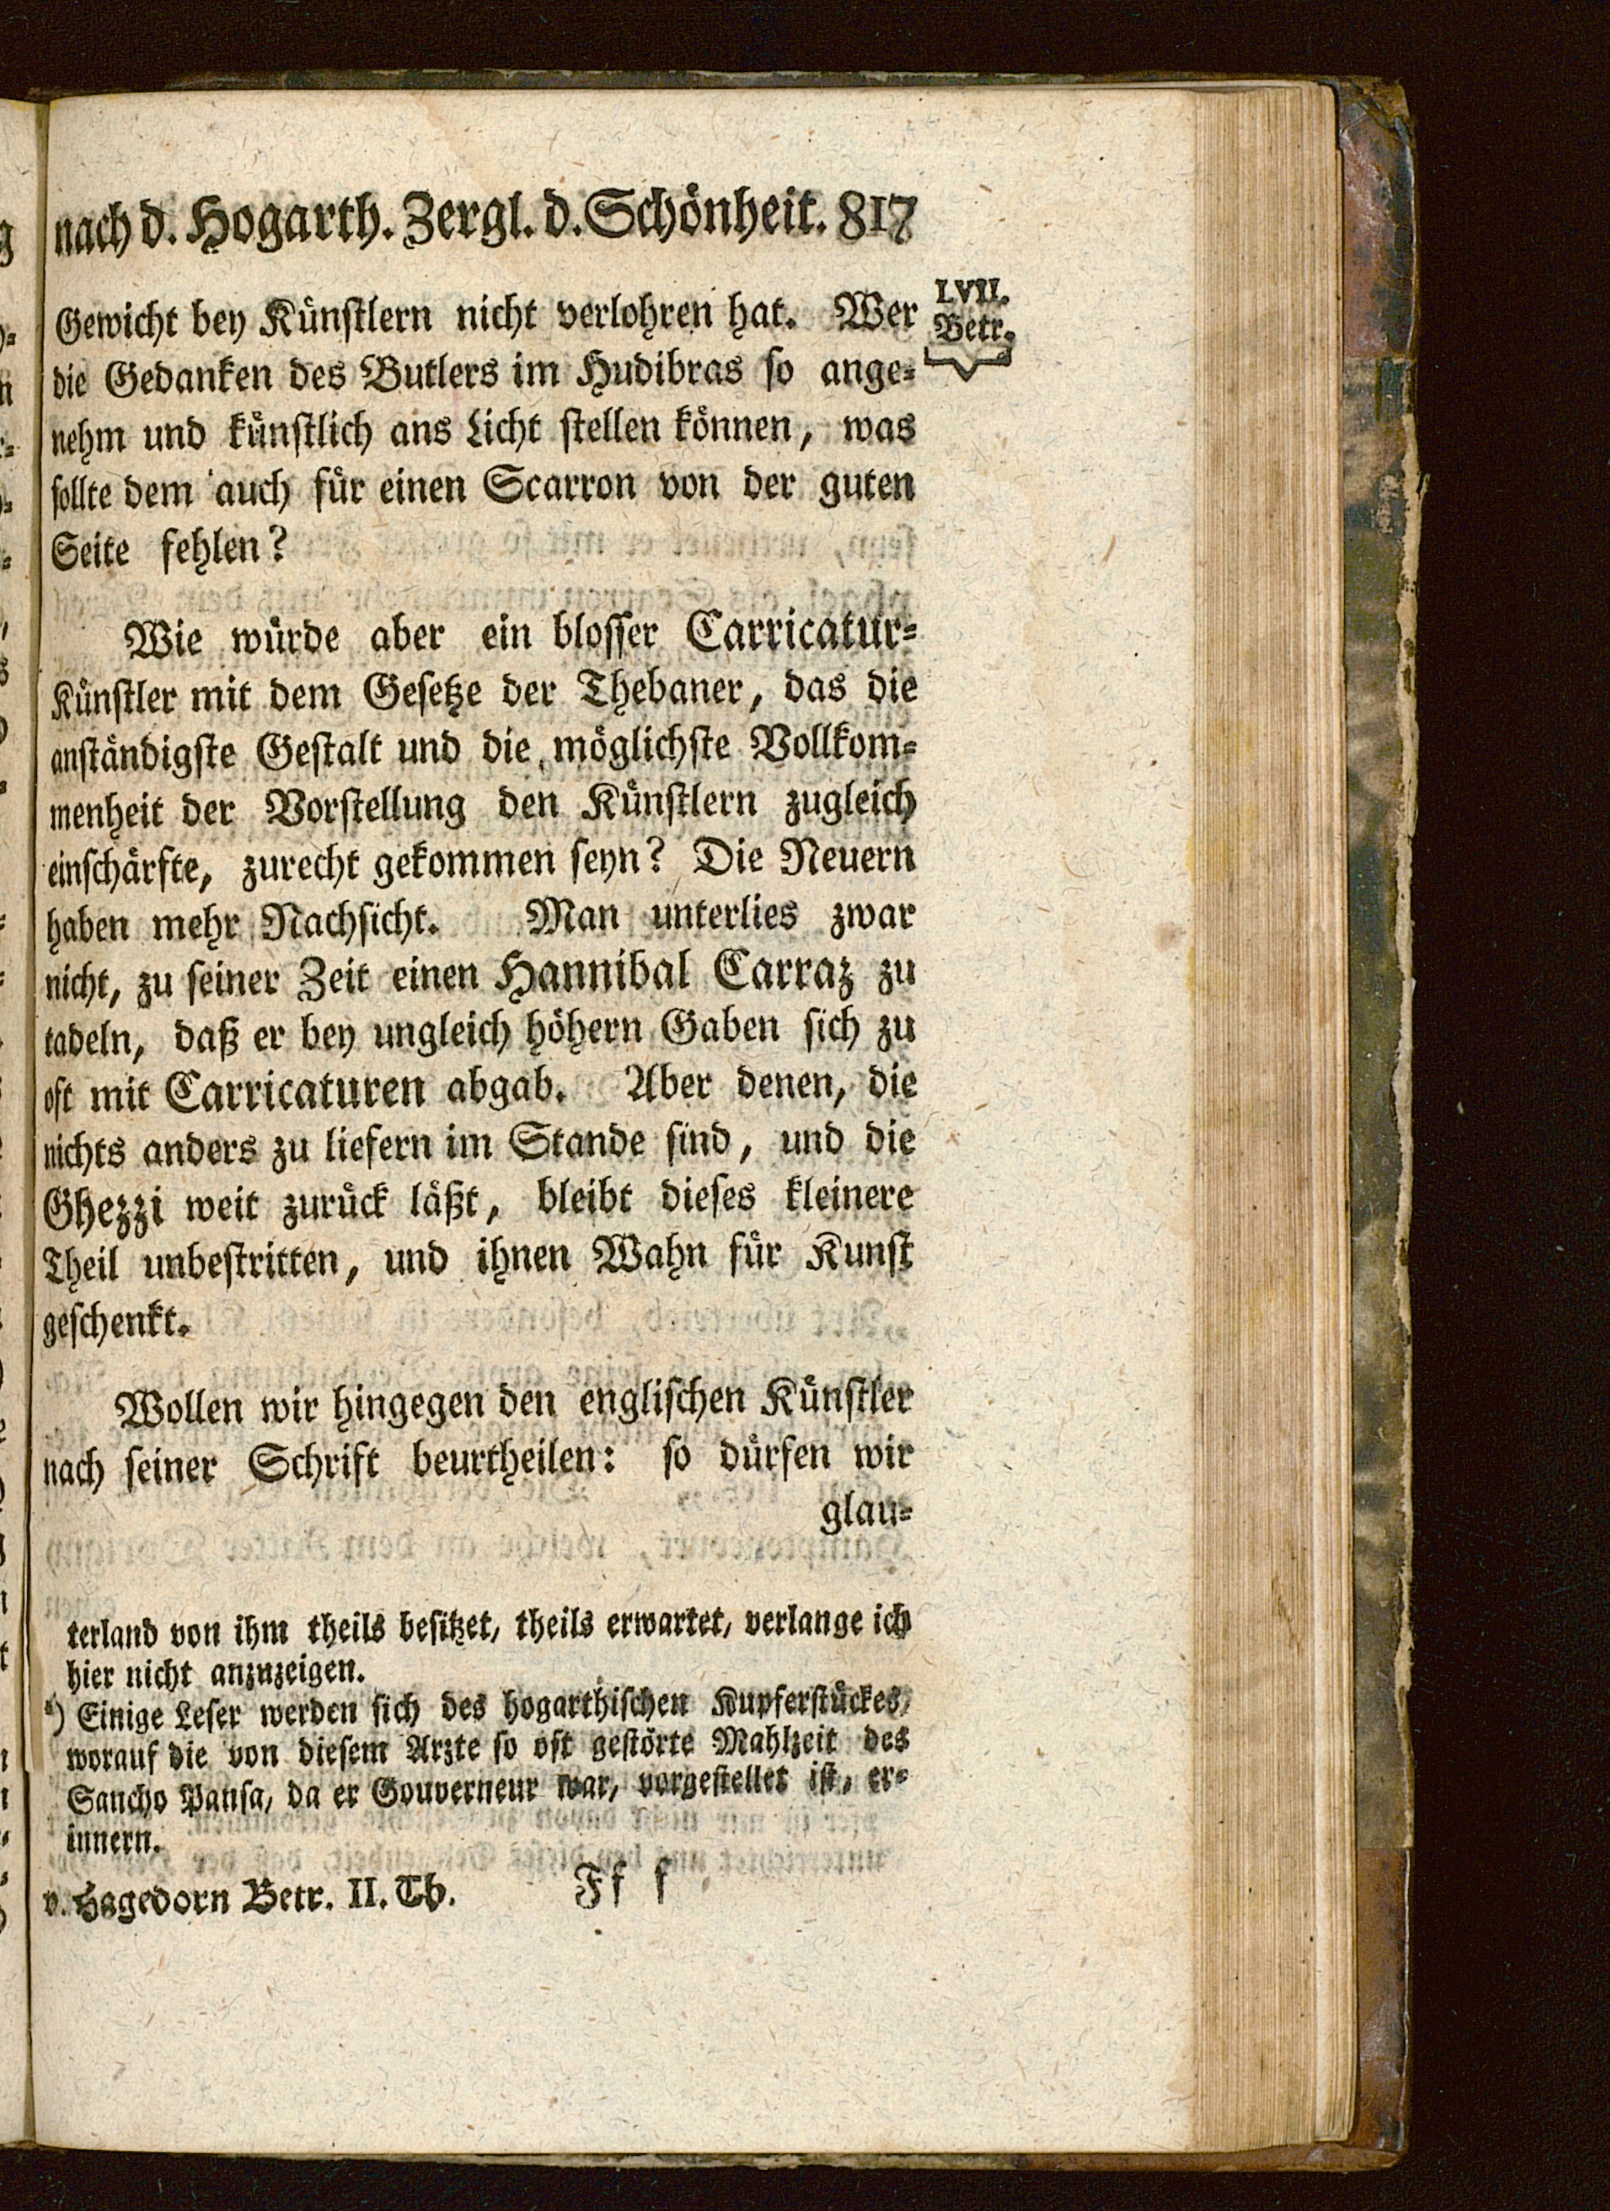 nach d. Hogarth. Zergl. d. Schönheit. 817
LVII.
Betr.
Gewicht bey Künstlern nicht verlohren hat. Wer
die Gedanken des Butlers im Hudibras so ange-
nehm und künstlich ans Licht stellen können, was
sollte dem auch für einen Scarron von der guten
Seite fehlen?
Wie würde aber ein blosser Carricatur-
Künstler mit dem Gesetze der Thebaner, das die
anständigste Gestalt und die möglichste Vollkom-
menheit der Vorstellung den Künstlern zugleich
einschärfte, zurecht gekommen seyn? Die Neuern
haben mehr Nachsicht. Man unterlies zwar
nicht, zu seiner Zeit einen Hannibal Carraz zu
tadeln, daß er bey ungleich höhern Gaben sich zu
oft mit Carricaturen abgab. Aber denen, die
nichts anders zu liefern im Stande sind, und die
Ghezzi weit zurück läßt, bleibt dieses kleinere
Theil unbestritten, und ihnen Wahn für Kunst
geschenkt.
Wollen wir hingegen den englischen Künstler
nach seiner Schrift beurtheilen: so dürfen wir
glau-
terland von ihm theils besitzet, theils erwartet, verlange ich
hier nicht anzuzeigen.
*) Einige Leser werden sich des hogarthischen Kupferstückes,
worauf die von diesem Arzte so oft gestörte Mahlzeit des
Sancho Pansa, da er Gouverneur war, vorgestellet ist, er-
innern.
v. Hagedorn Betr. II. Th. Ff f